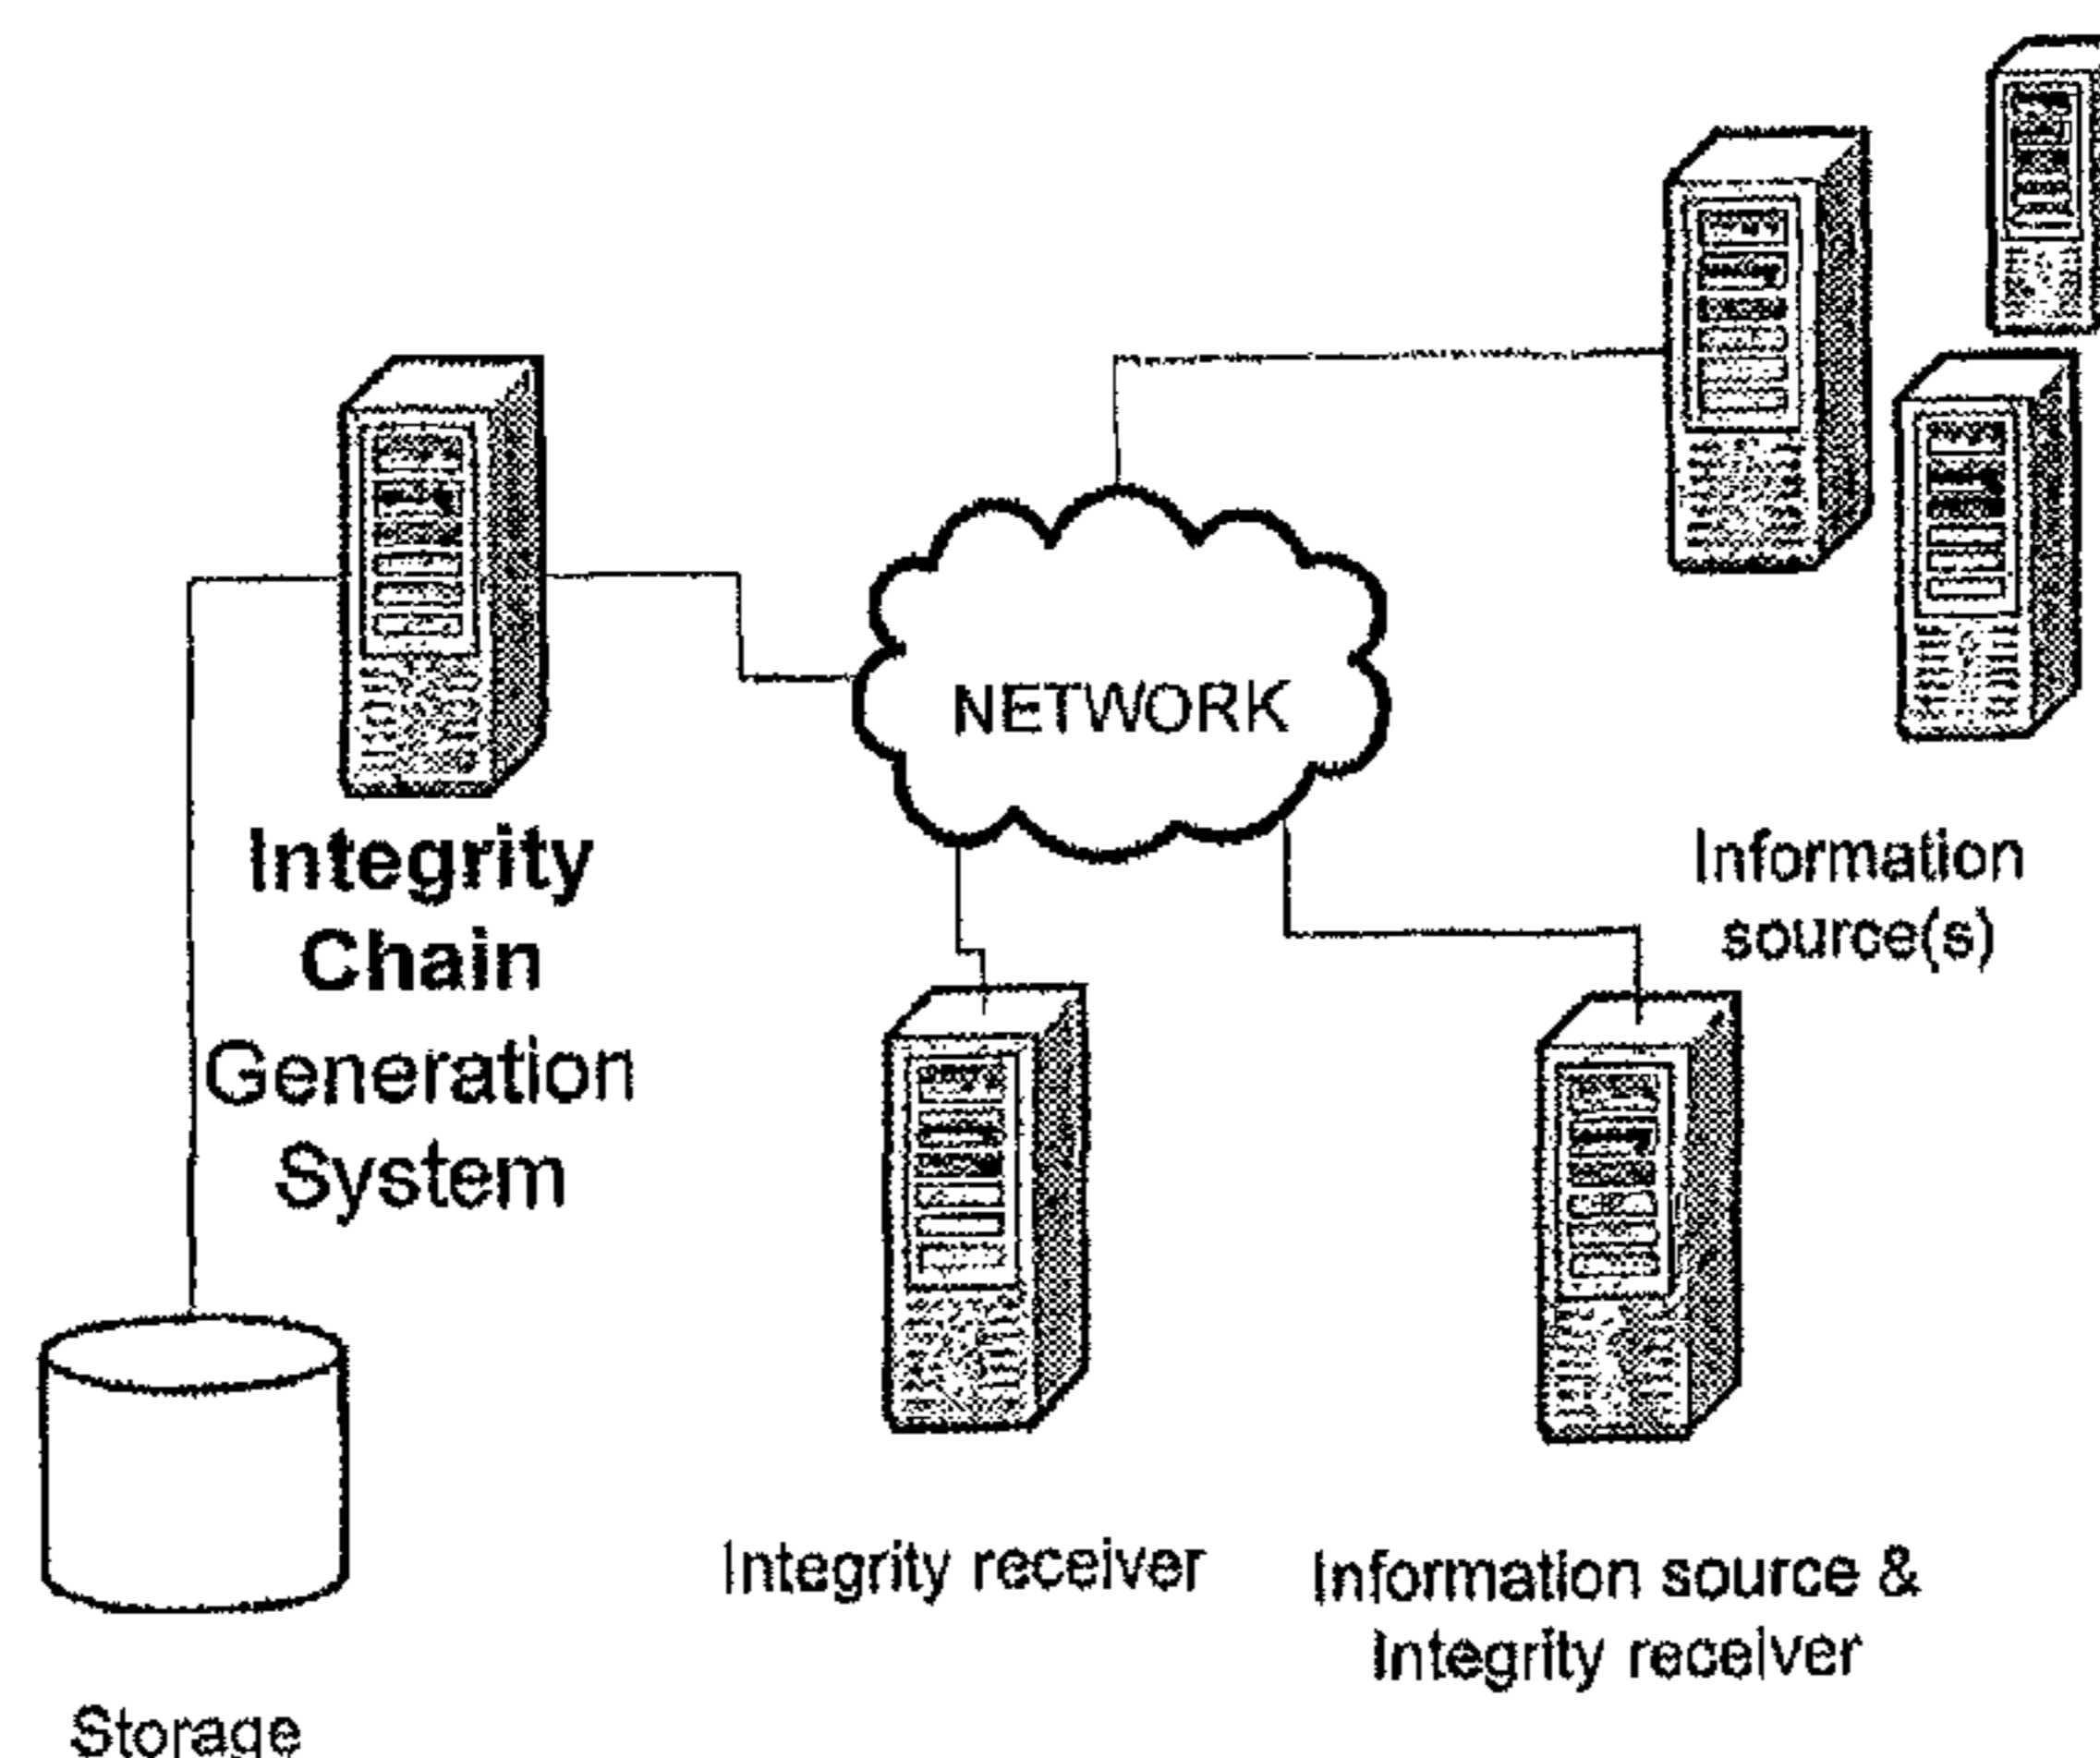 NETWORK
Integrity
Chain
Generation
System
Information
source(s)
Integrity receiver
Information source &
Integrity receiver
Storage